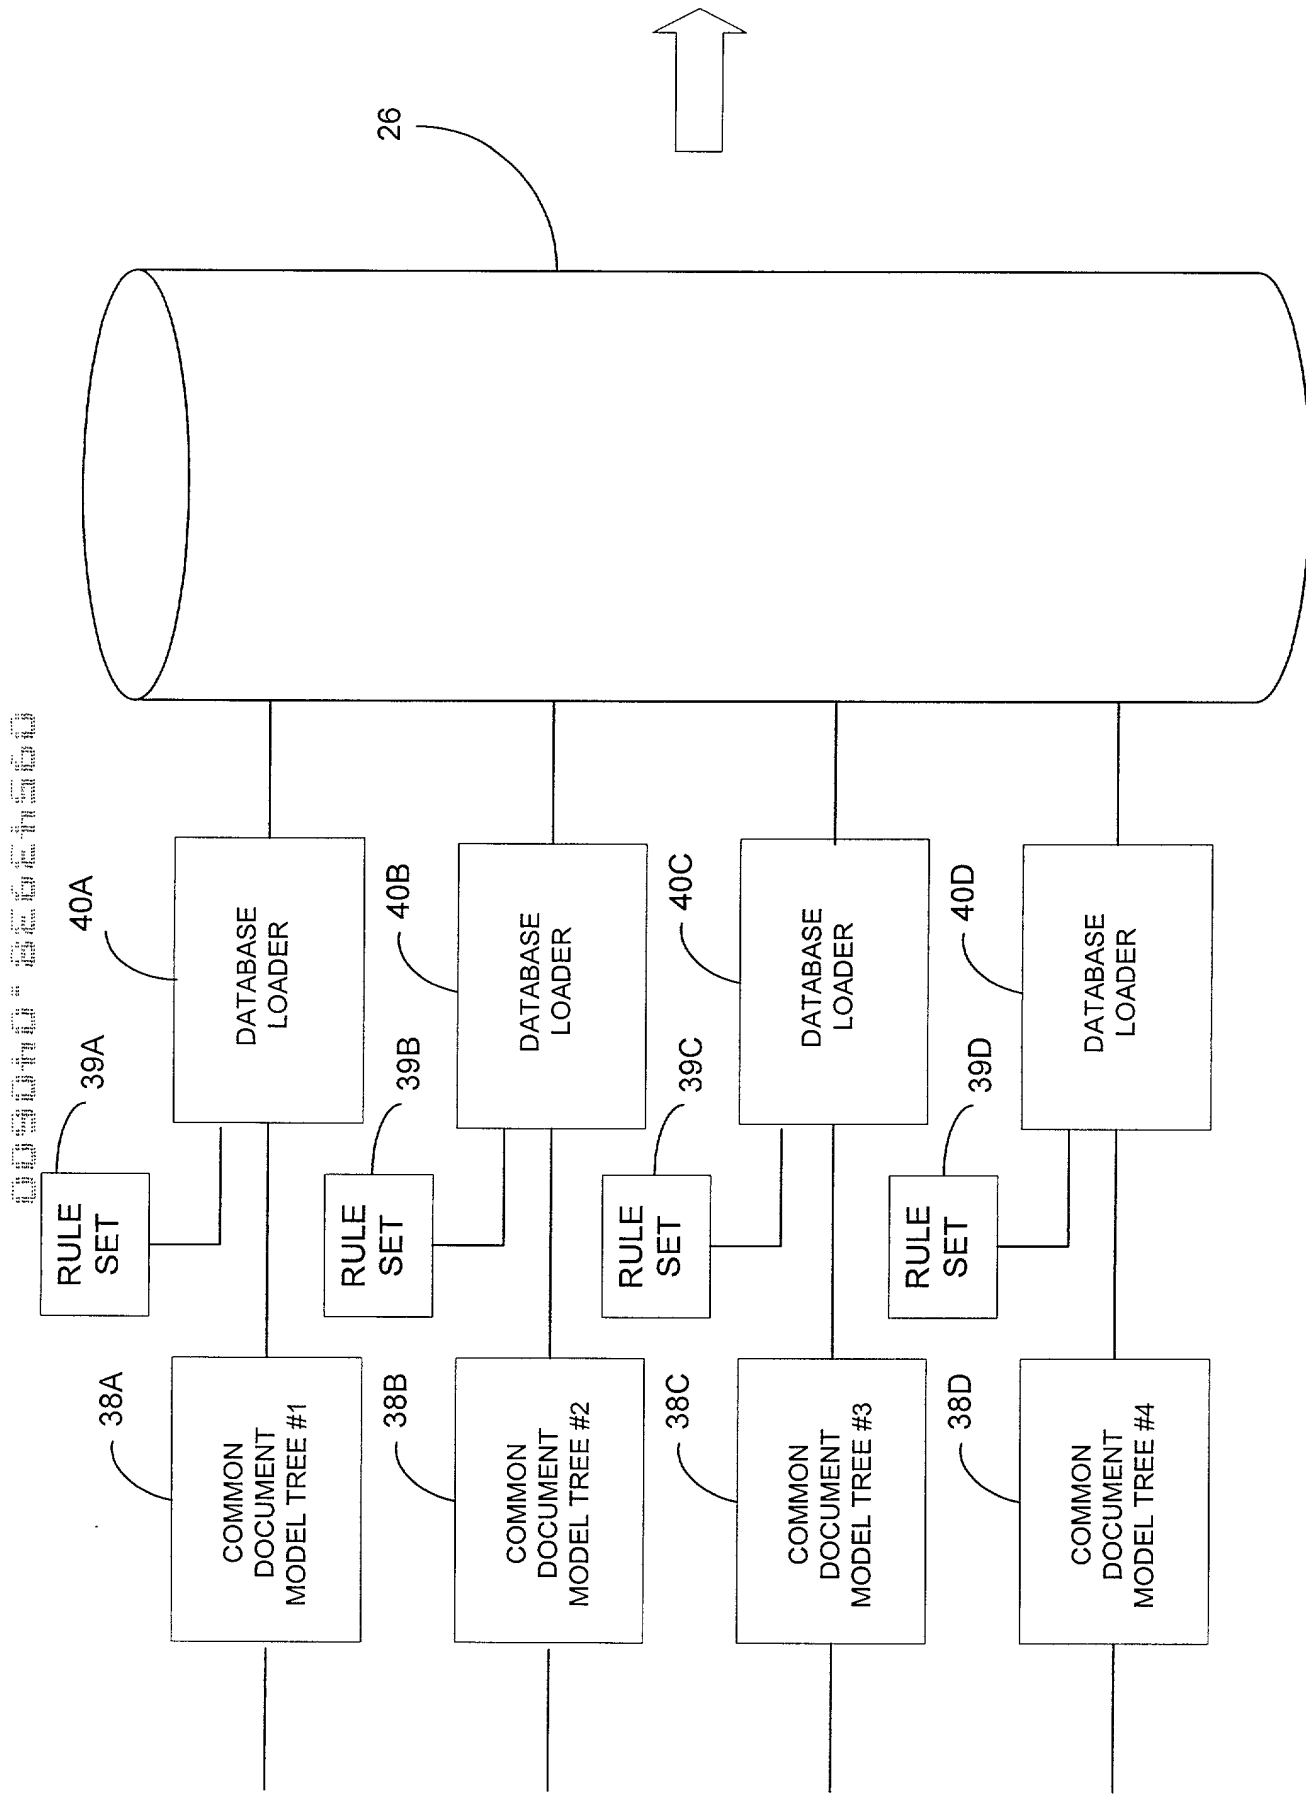 38A
COMMON
DOCUMENT
MODEL TREE #1
RULE
SET
39A
40A
DATABASE
LOADER
38B
COMMON
DOCUMENT
MODEL TREE #2
RULE
SET
39B
40B
DATABASE
LOADER
38C
COMMON
DOCUMENT
MODEL TREE #3
RULE
SET
39C
40C
DATABASE
LOADER
38D
COMMON
DOCUMENT
MODEL TREE #4
RULE
SET
39D
40D
DATABASE
LOADER
26